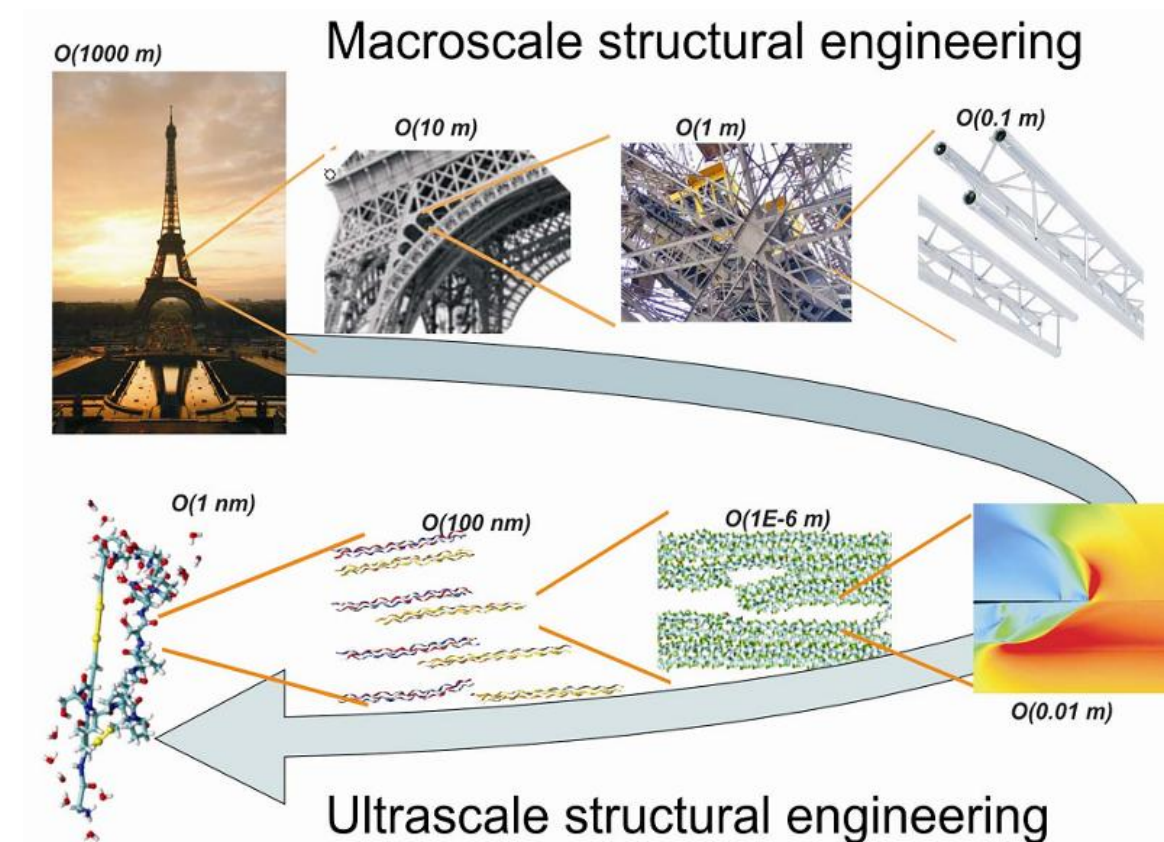 Macroscale structural engineering
O(1000 m)
O(10 m)
O(1 m)
O(0.1 m)
O(1 nm)
O(100 nm)
O(1E-6 m)
O(0.01 m)
Ultrascale structural engineering